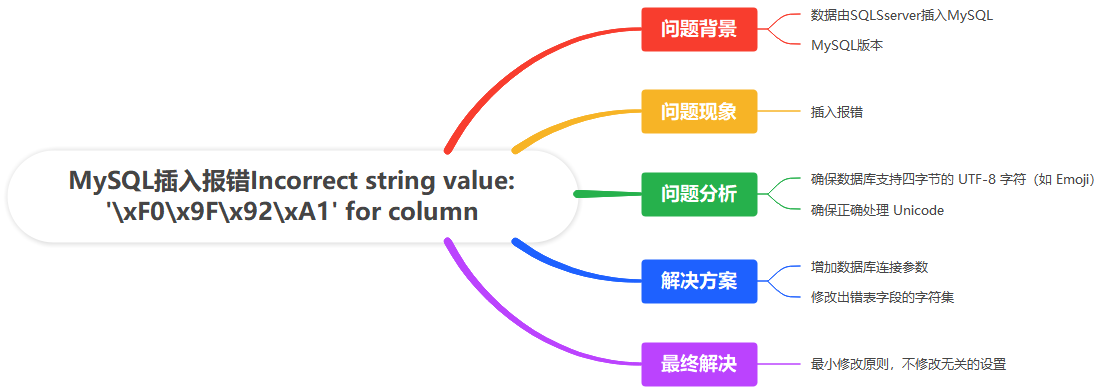 MySQL插入报错Incorrect string value:
'\xF0\x9F\x92\xA1' for column
问题背景
数据由SQLSserver插入MySQL
MySQL版本
问题现象
插入报错
问题分析
确保数据库支持四字节的 UTF-8 字符（如 Emoji）
确保正确处理 Unicode
解决方案
增加数据库连接参数
修改出错表字段的字符集
最终解决
最小修改原则，不修改无关的设置